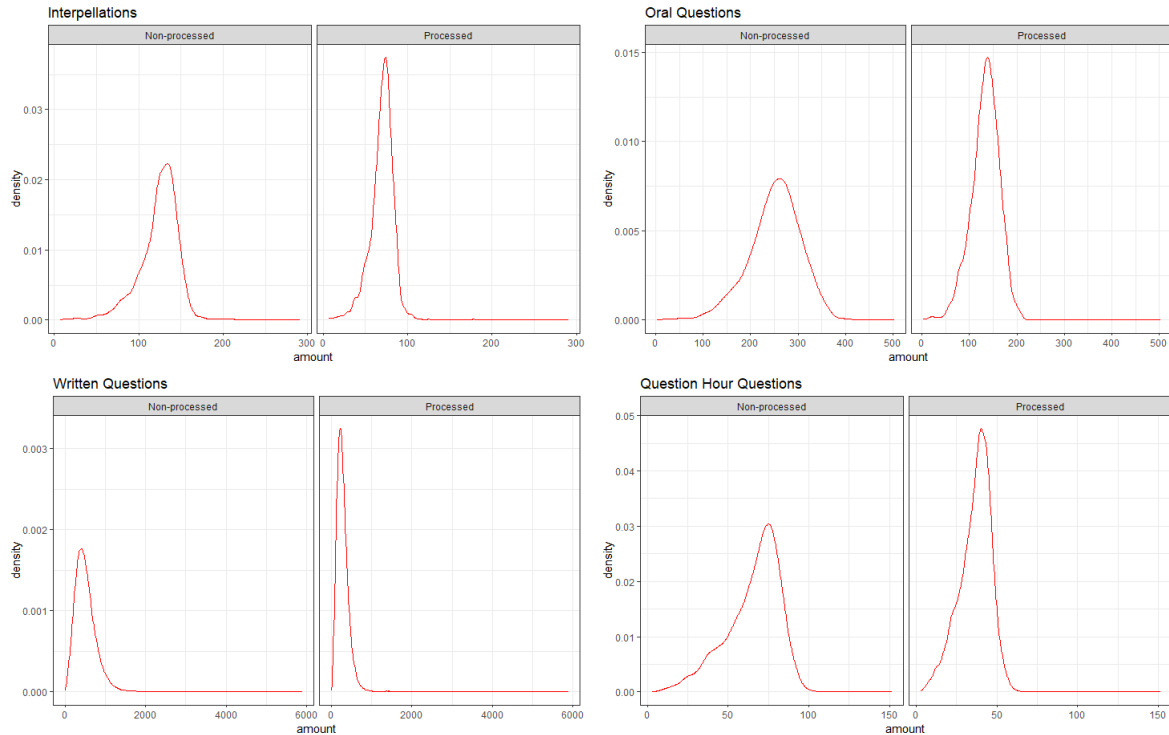 Interpellations
Non-processed
Processed
density
0.03
0.02
0.01
0.00
0 100 200 300 0 100 200 300
amount
Oral Questions
Non-processed
Processed
density
0.015
0.010
0.005
0.000
0 100 200 300 400 500 0 100 200 300 400 500
amount
Written Questions
Non-processed
Processed
density
0.003
0.002
0.001
0.000
0 2000 4000 6000 0 2000 4000 6000
amount
Question Hour Questions
Non-processed
Processed
density
0.05
0.04
0.03
0.02
0.01
0.00
0 50 100 150 0 50 100 150
amount